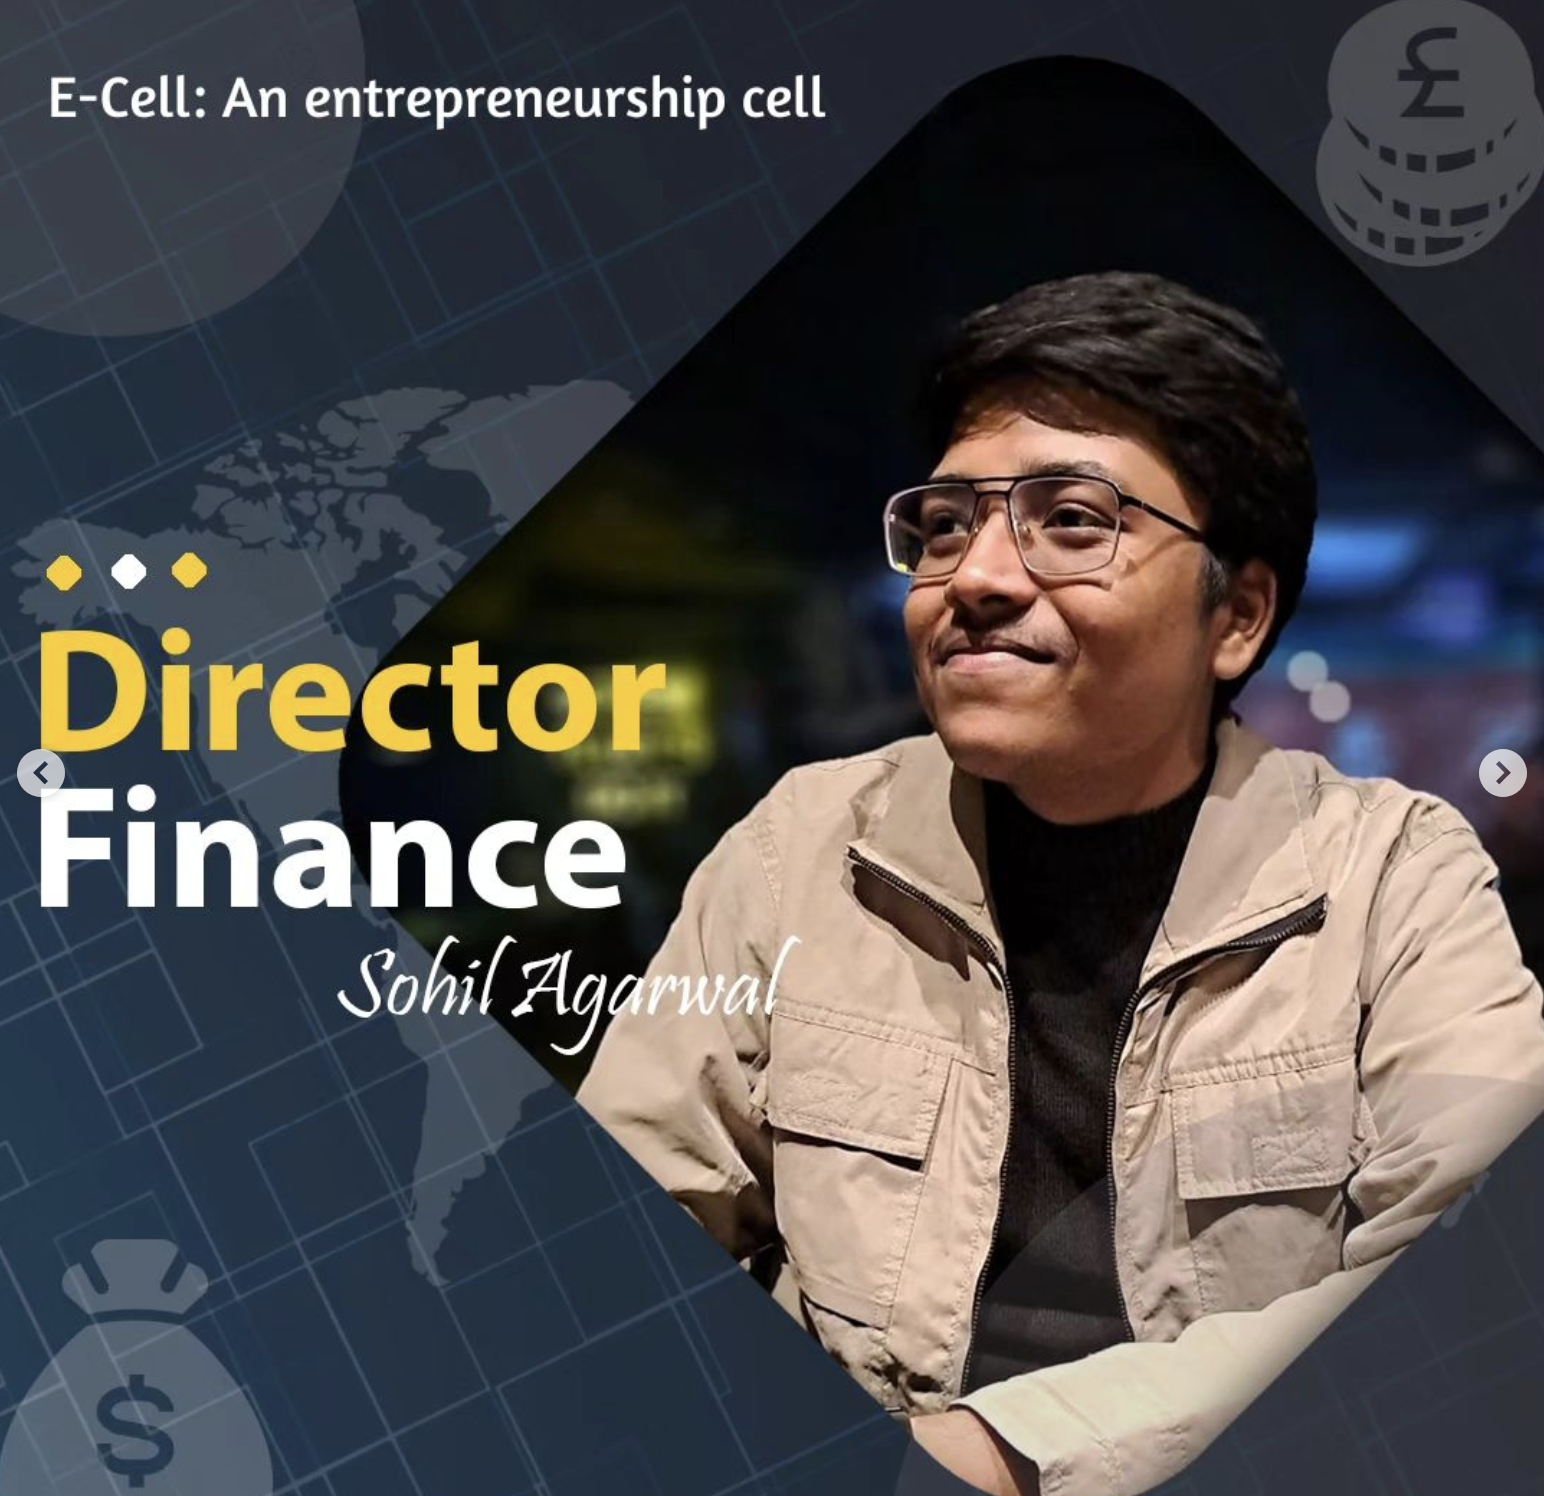 E-Cell: An entrepreneurship cell
£
Director
Finance
Sohil Agarwal
$